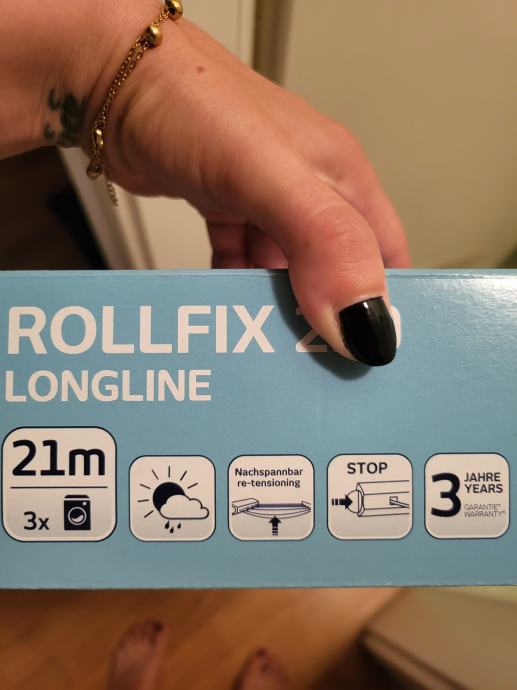 ROLLFIX
LONGLINE
21m
3x
Nachspannbar
re-tensioning
STOP
3 JAHRE
YEARS
GARANTIE*
WARRANTY*